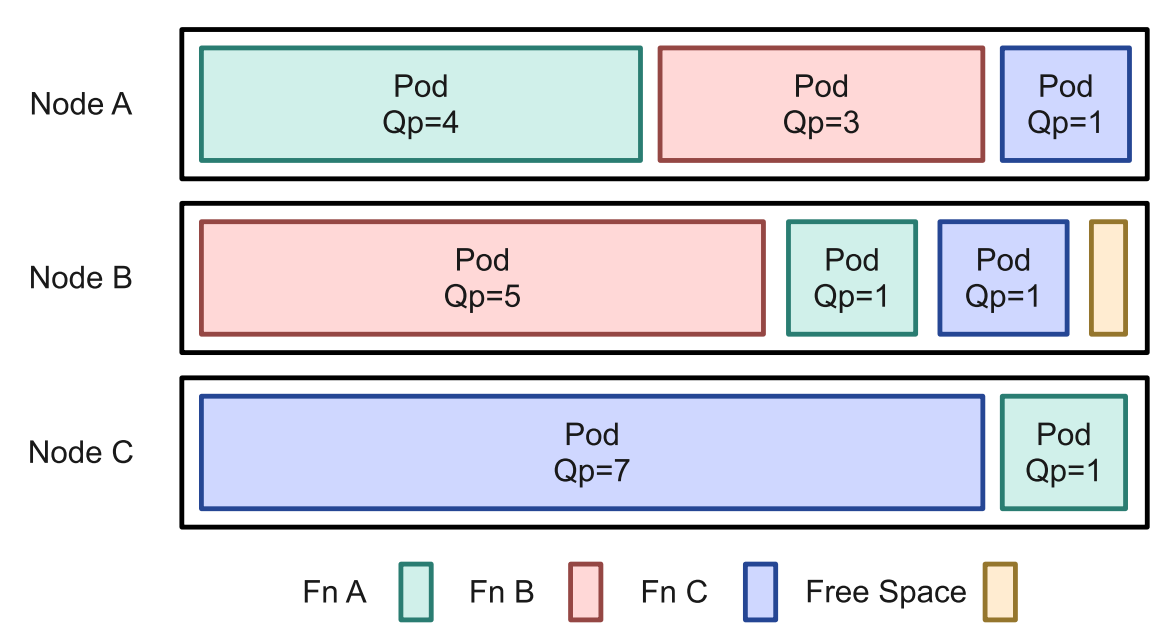 Node A
Pod
Qp=4
Pod
Qp=3
Pod
Qp=1
Node B
Pod
Qp=5
Pod
Qp=1
Pod
Qp=1
Node C
Pod
Qp=7
Pod
Qp=1
Fn A
Fn B
Fn C
Free Space